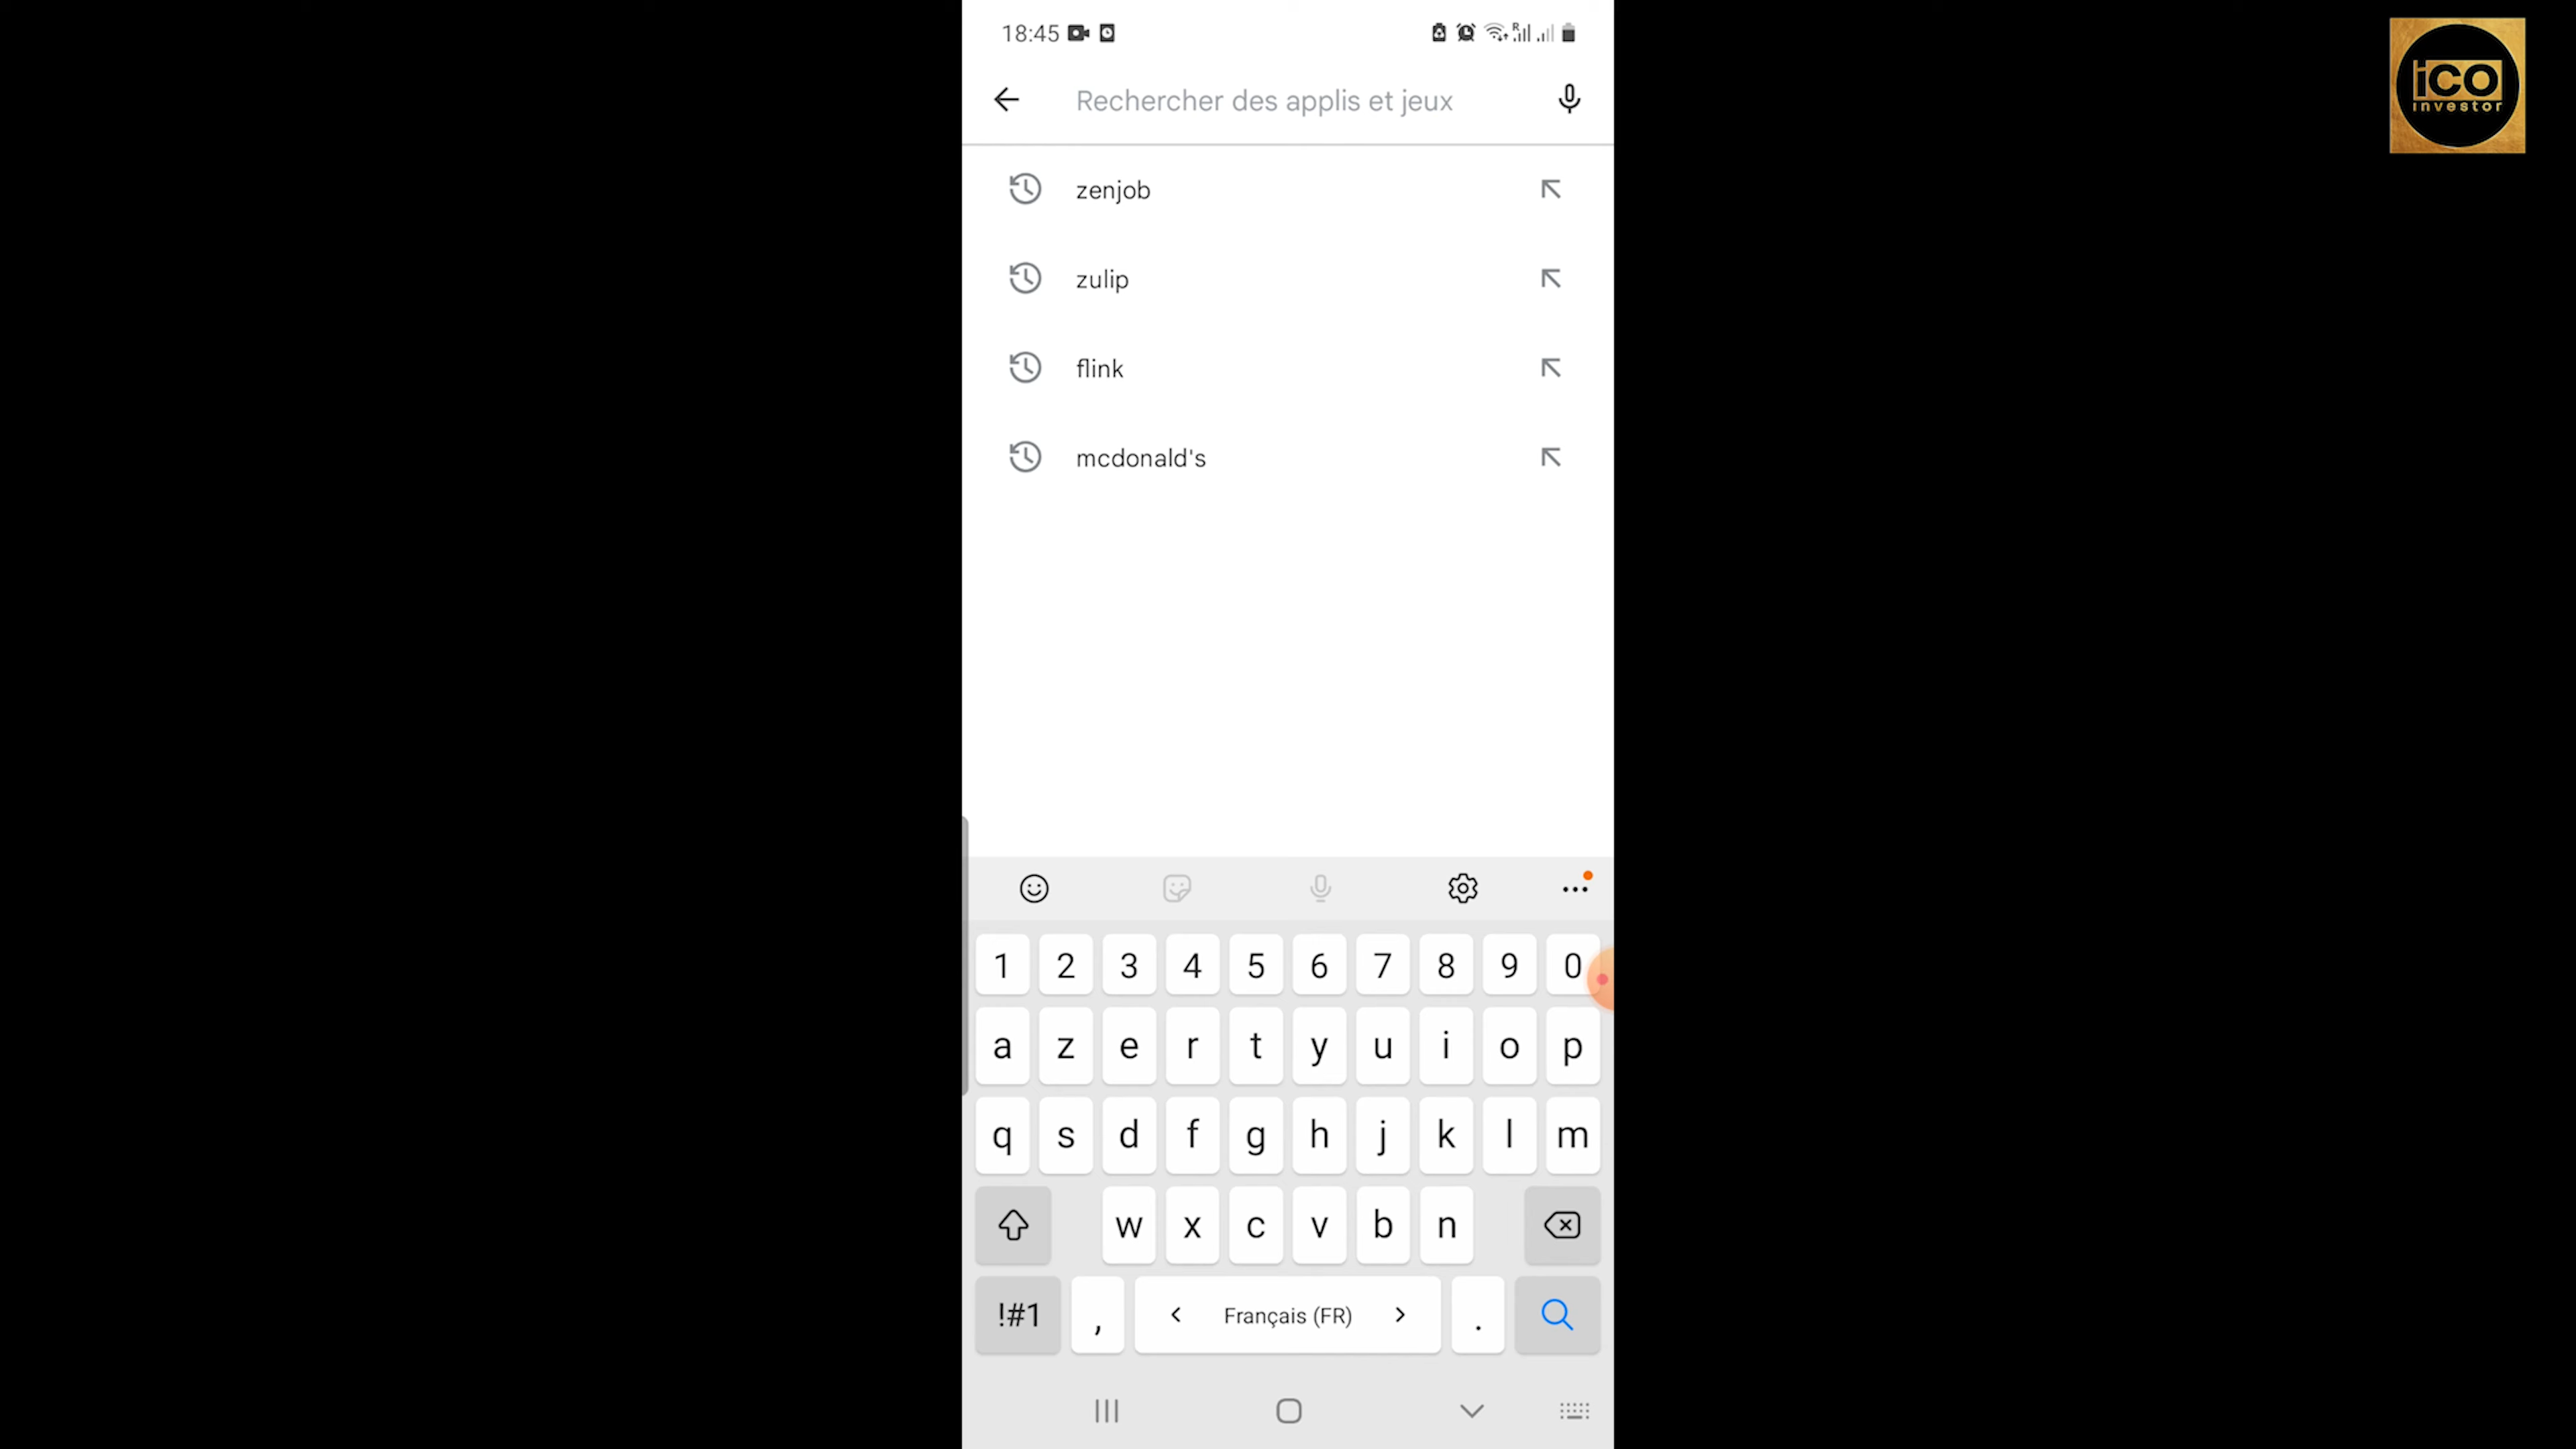 18:45
iCO
investor
Rechercher des applis et jeux
zenjob
zulip
flink
mcdonald's
1 2 3 4 5 6 7 8 9 0
a z e r t y u i o p
q s d f g h j k l m
w x c v b n
!#1 , < Français (FR) > .